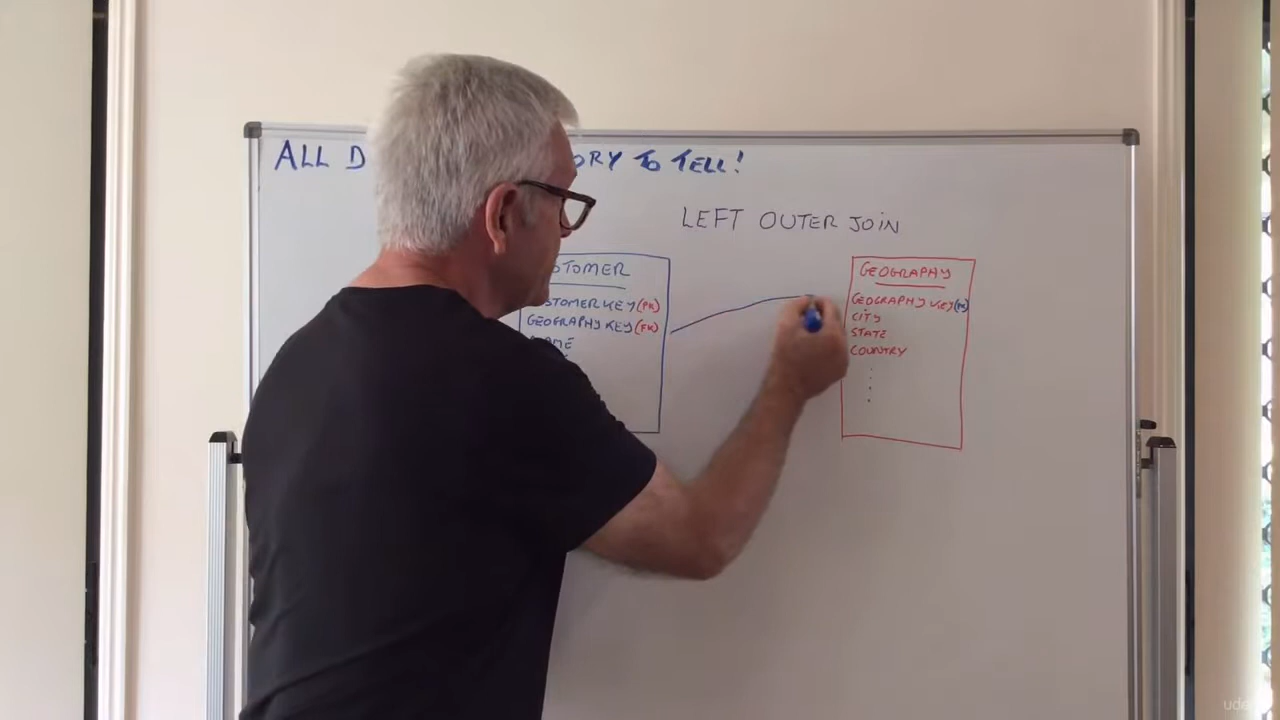 ALL D ORY TO TELL!
LEFT OUTER JOIN
STOMER
STOMER KEY (PK)
GEOGRAPHY KEY (FK)
GEOGRAPHY
GEOGRAPHY KEY (PK)
CITY
STATE
COUNTRY